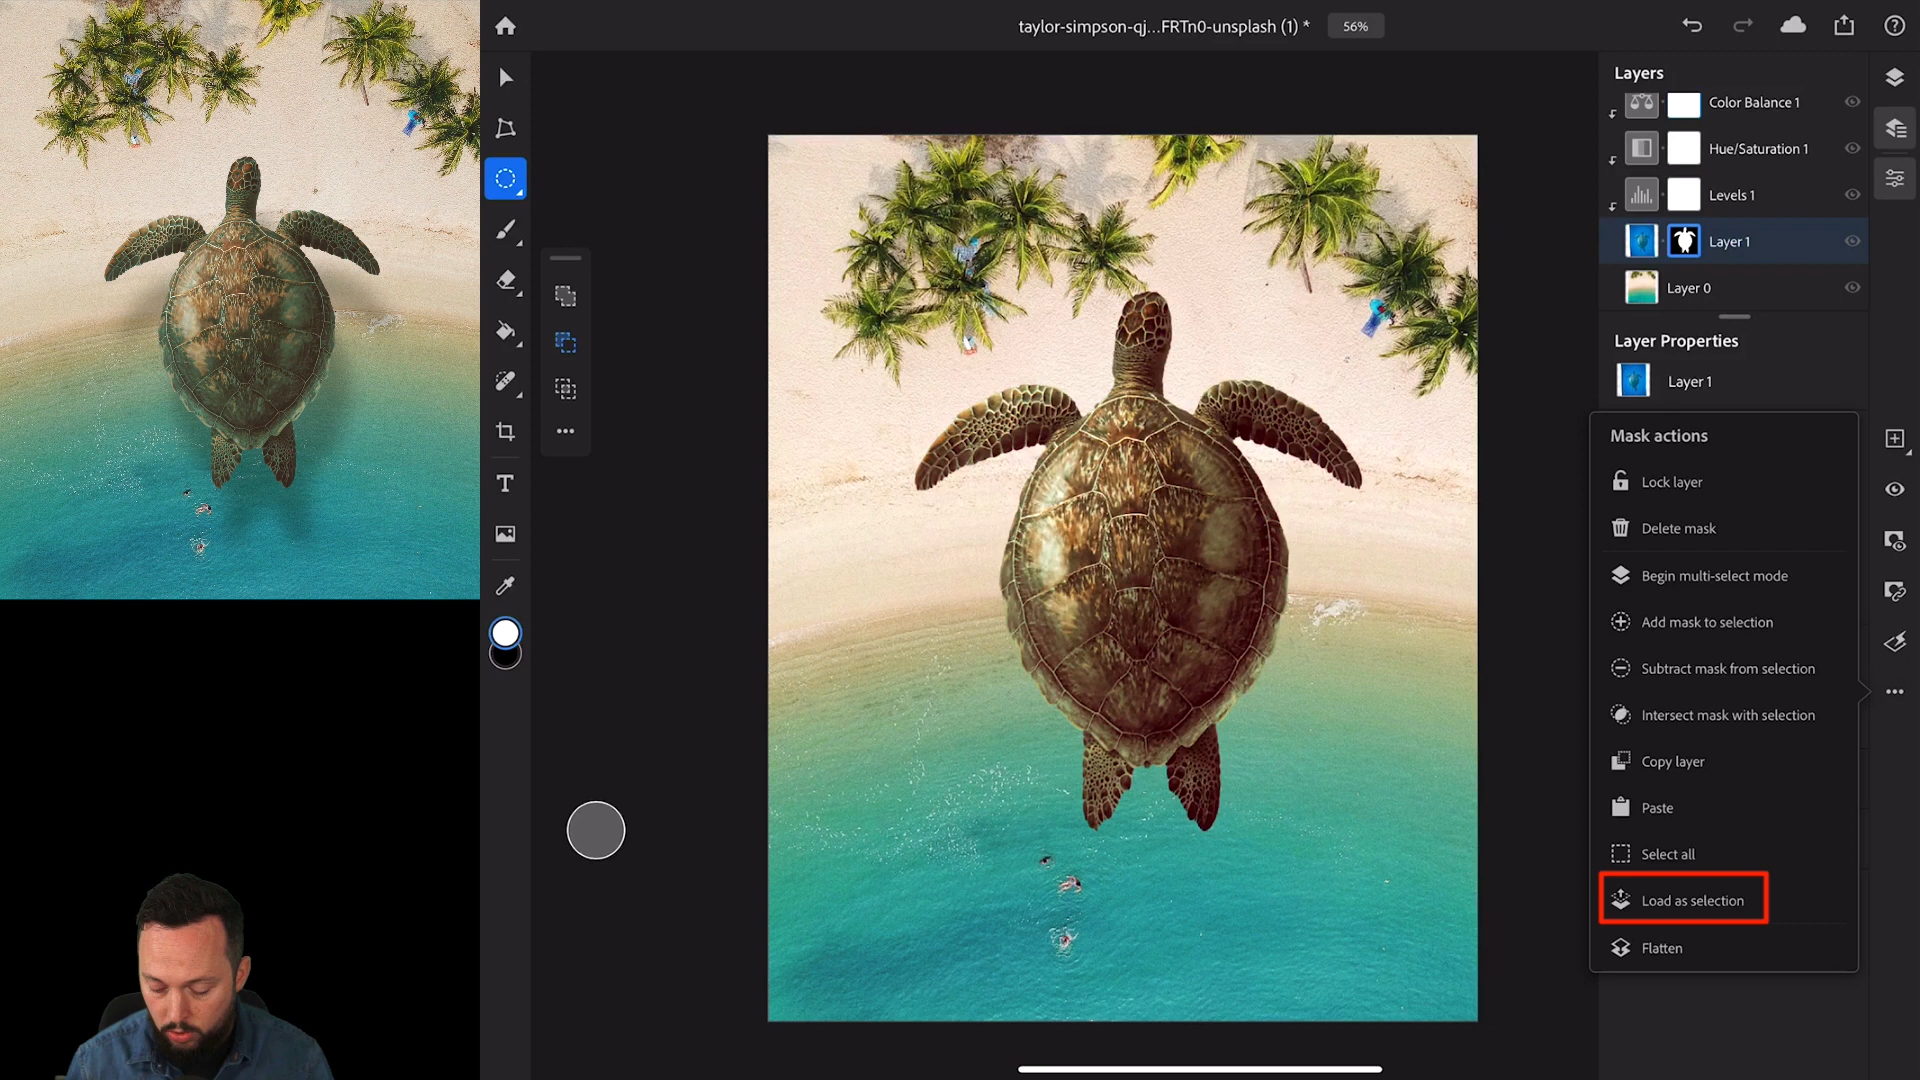 taylor-simpson-qj...FRTn0-unsplash (1) *
56%
Layers
Color Balance 1
Hue/Saturation 1
Levels 1
Layer 1
Layer 0
Layer Properties
Layer 1
Mask actions
Lock layer
Delete mask
Begin multi-select mode
Add mask to selection
Subtract mask from selection
Intersect mask with selection
Copy layer
Paste
Select all
Load as selection
Flatten